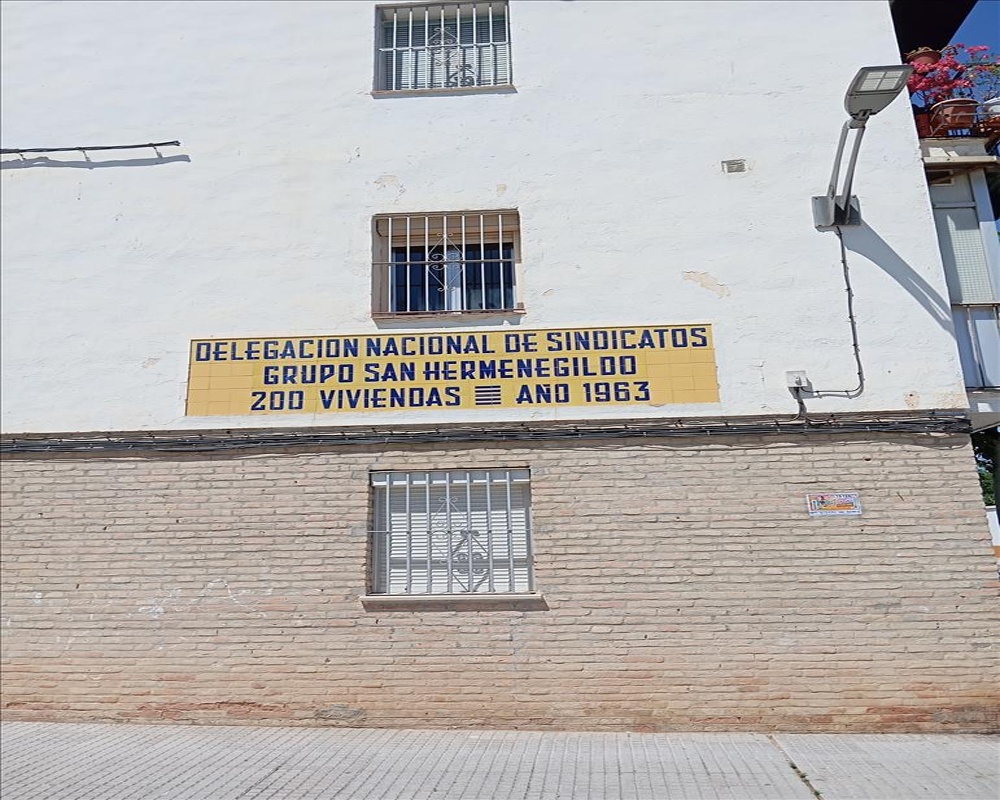 DELEGACION NACIONAL DE SINDICATOS
GRUPO SAN HERMENEGILDO
200 VIVIENDAS AÑO 1963